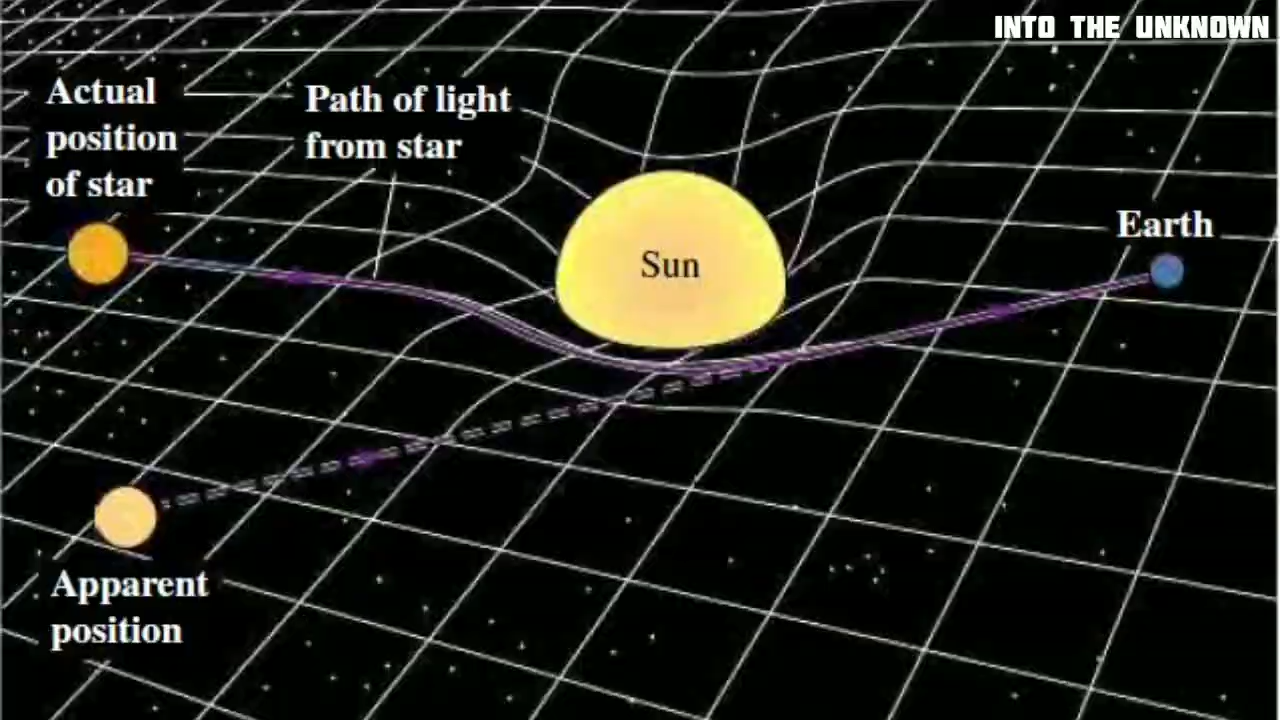 INTO THE UNKNOWN
Actual
position
of star
Path of light
from star
Sun
Earth
Apparent
position